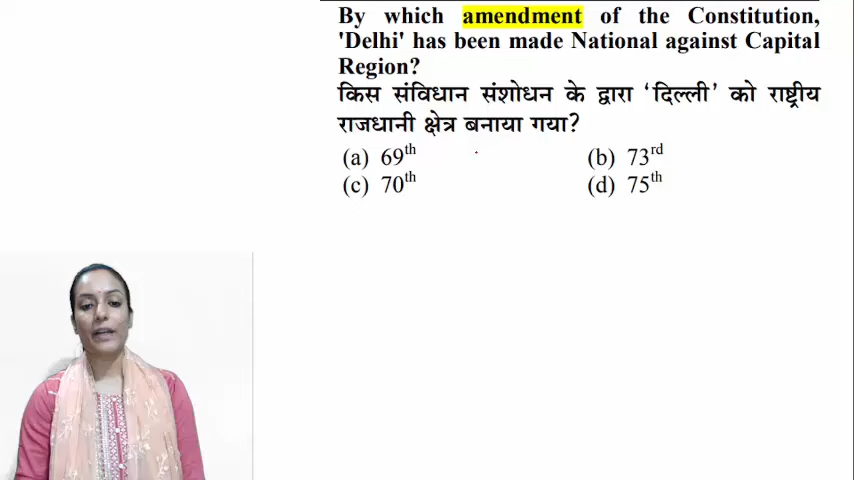 By which amendment of the Constitution,
'Delhi' has been made National against Capital
Region?
किस संविधान संशोधन के द्वारा 'दिल्ली' को राष्ट्रीय
राजधानी क्षेत्र बनाया गया?
(a) 69th (b) 73rd
(c) 70th (d) 75th